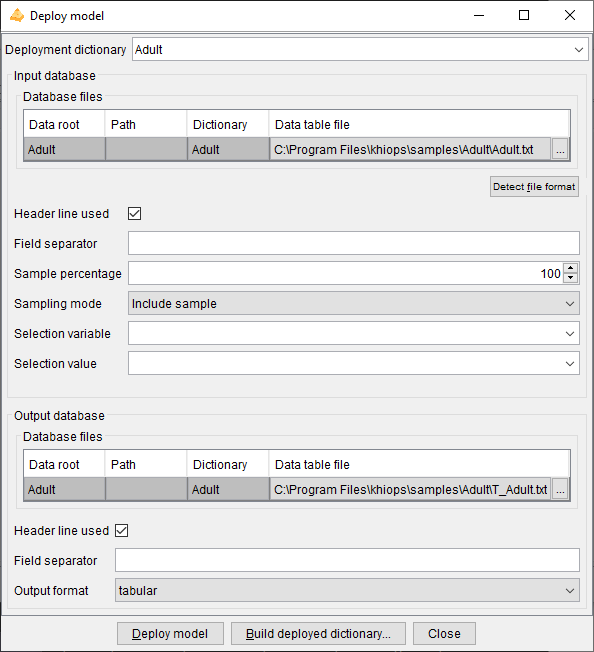 Deploy model
Deployment dictionary Adult
Input database
Database files
Data root Path Dictionary Data table file
Adult Adult C:\Program Files\khiops\samples\Adult\Adult.txt ...
Detect file format
Header line used
Field separator
Sample percentage 100
Sampling mode Include sample
Selection variable
Selection value
Output database
Database files
Data root Path Dictionary Data table file
Adult Adult C:\Program Files\khiops\samples\Adult\T_Adult.txt ...
Header line used
Field separator
Output format tabular
Deploy model Build deployed dictionary... Close